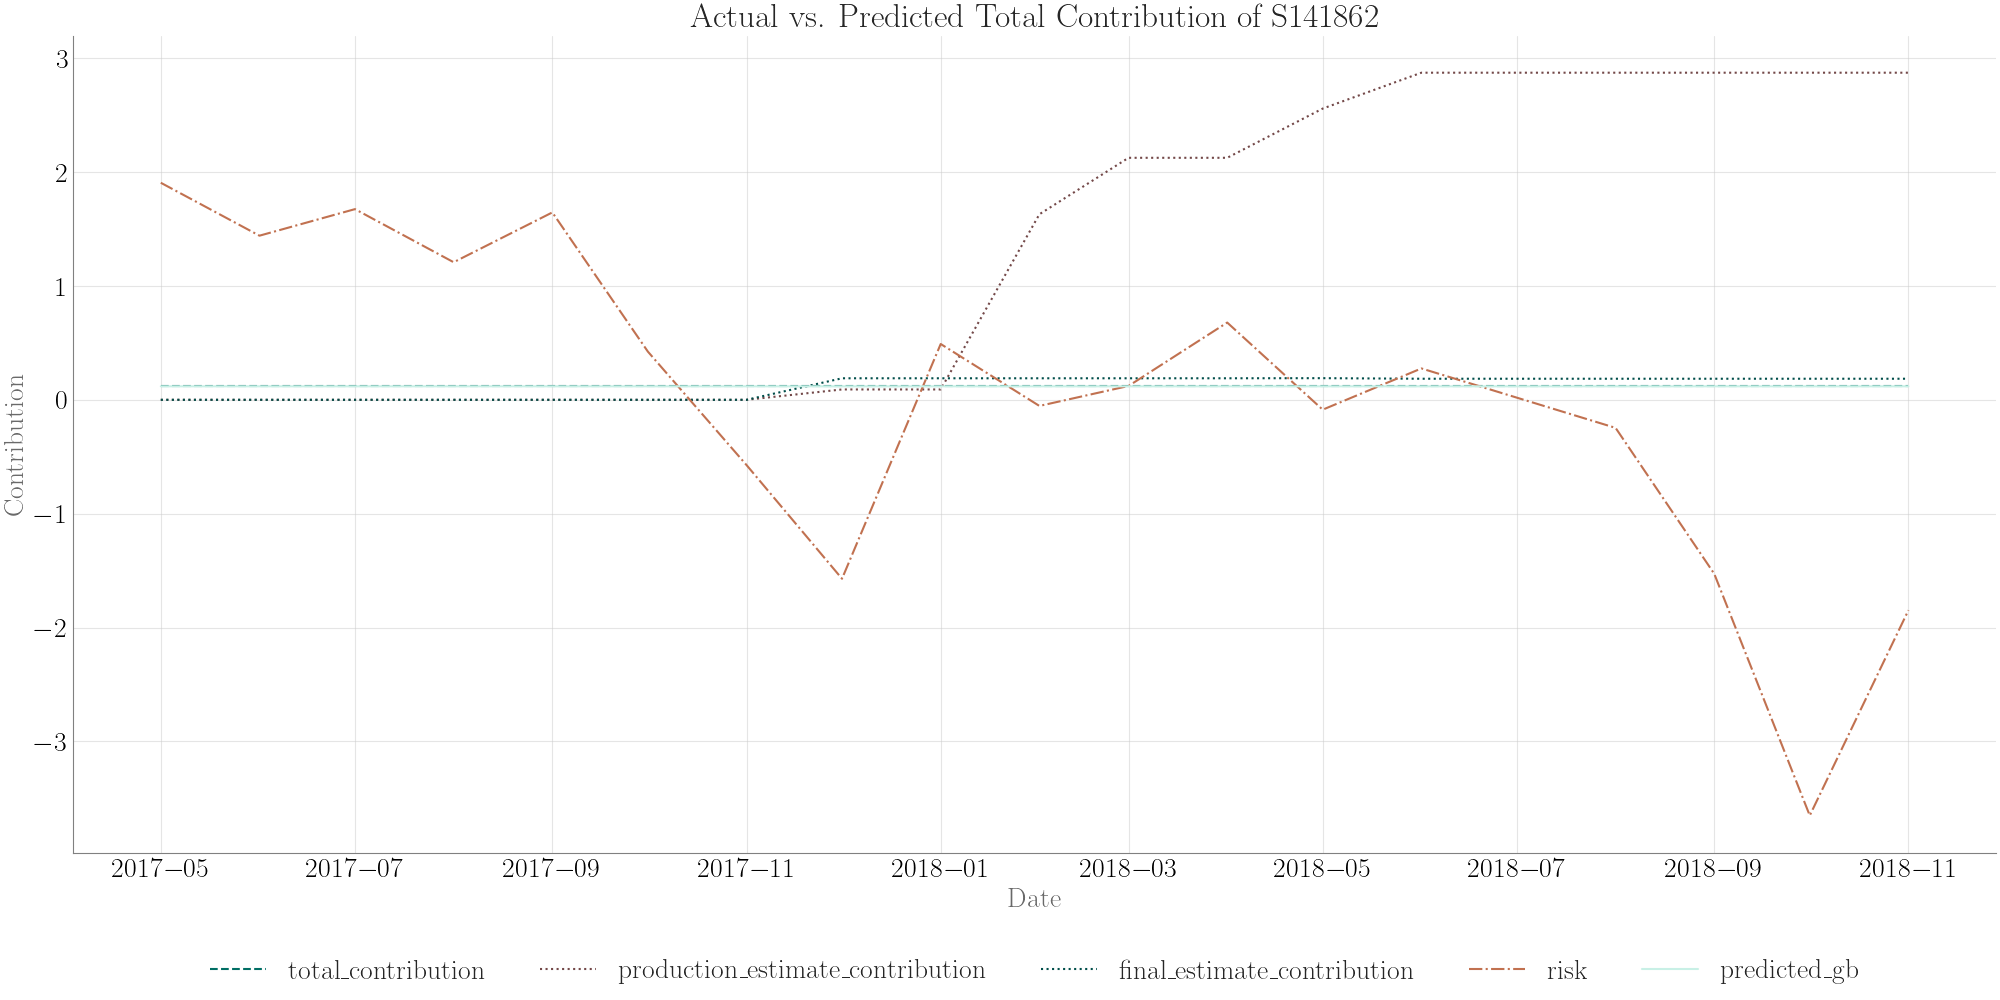 Actual vs. Predicted Total Contribution of S141862
3
2
1
0
−1
−2
−3
Contribution
2017−05 2017−07 2017−09 2017−11 2018−01 2018−03 2018−05 2018−07 2018−09 2018−11
Date
total_contribution production_estimate_contribution final_estimate_contribution risk predicted_gb